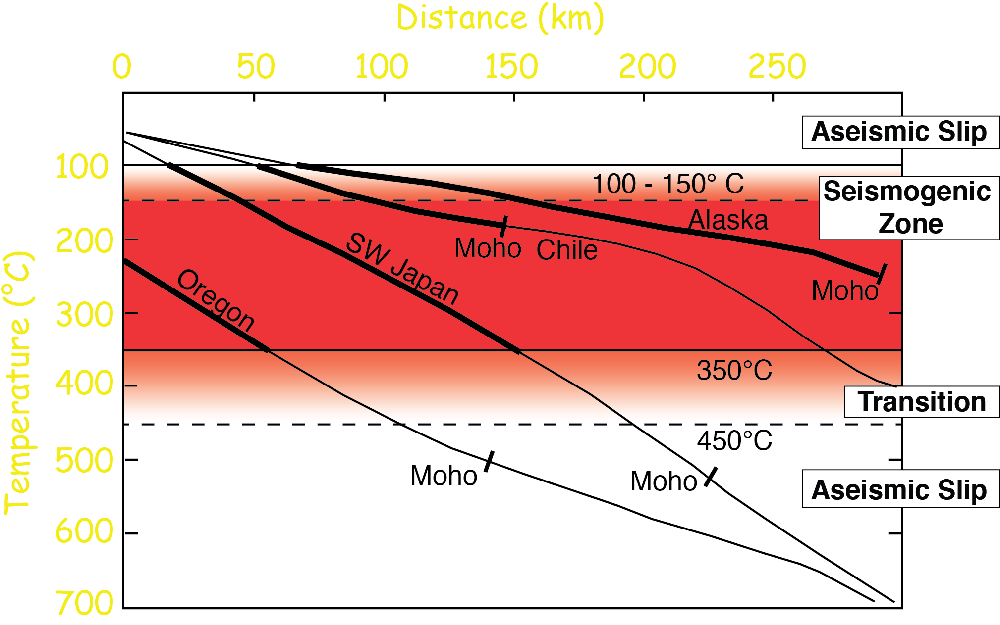 Distance (km)
0 50 100 150 200 250
Aseismic Slip
100
100 - 150° C
Seismogenic
Zone
Alaska
200
SW Japan
Moho
Chile
Oregon
Moho
300
Temperature (°C)
350°C
400
Transition
450°C
500
Moho
Moho
Aseismic Slip
600
700